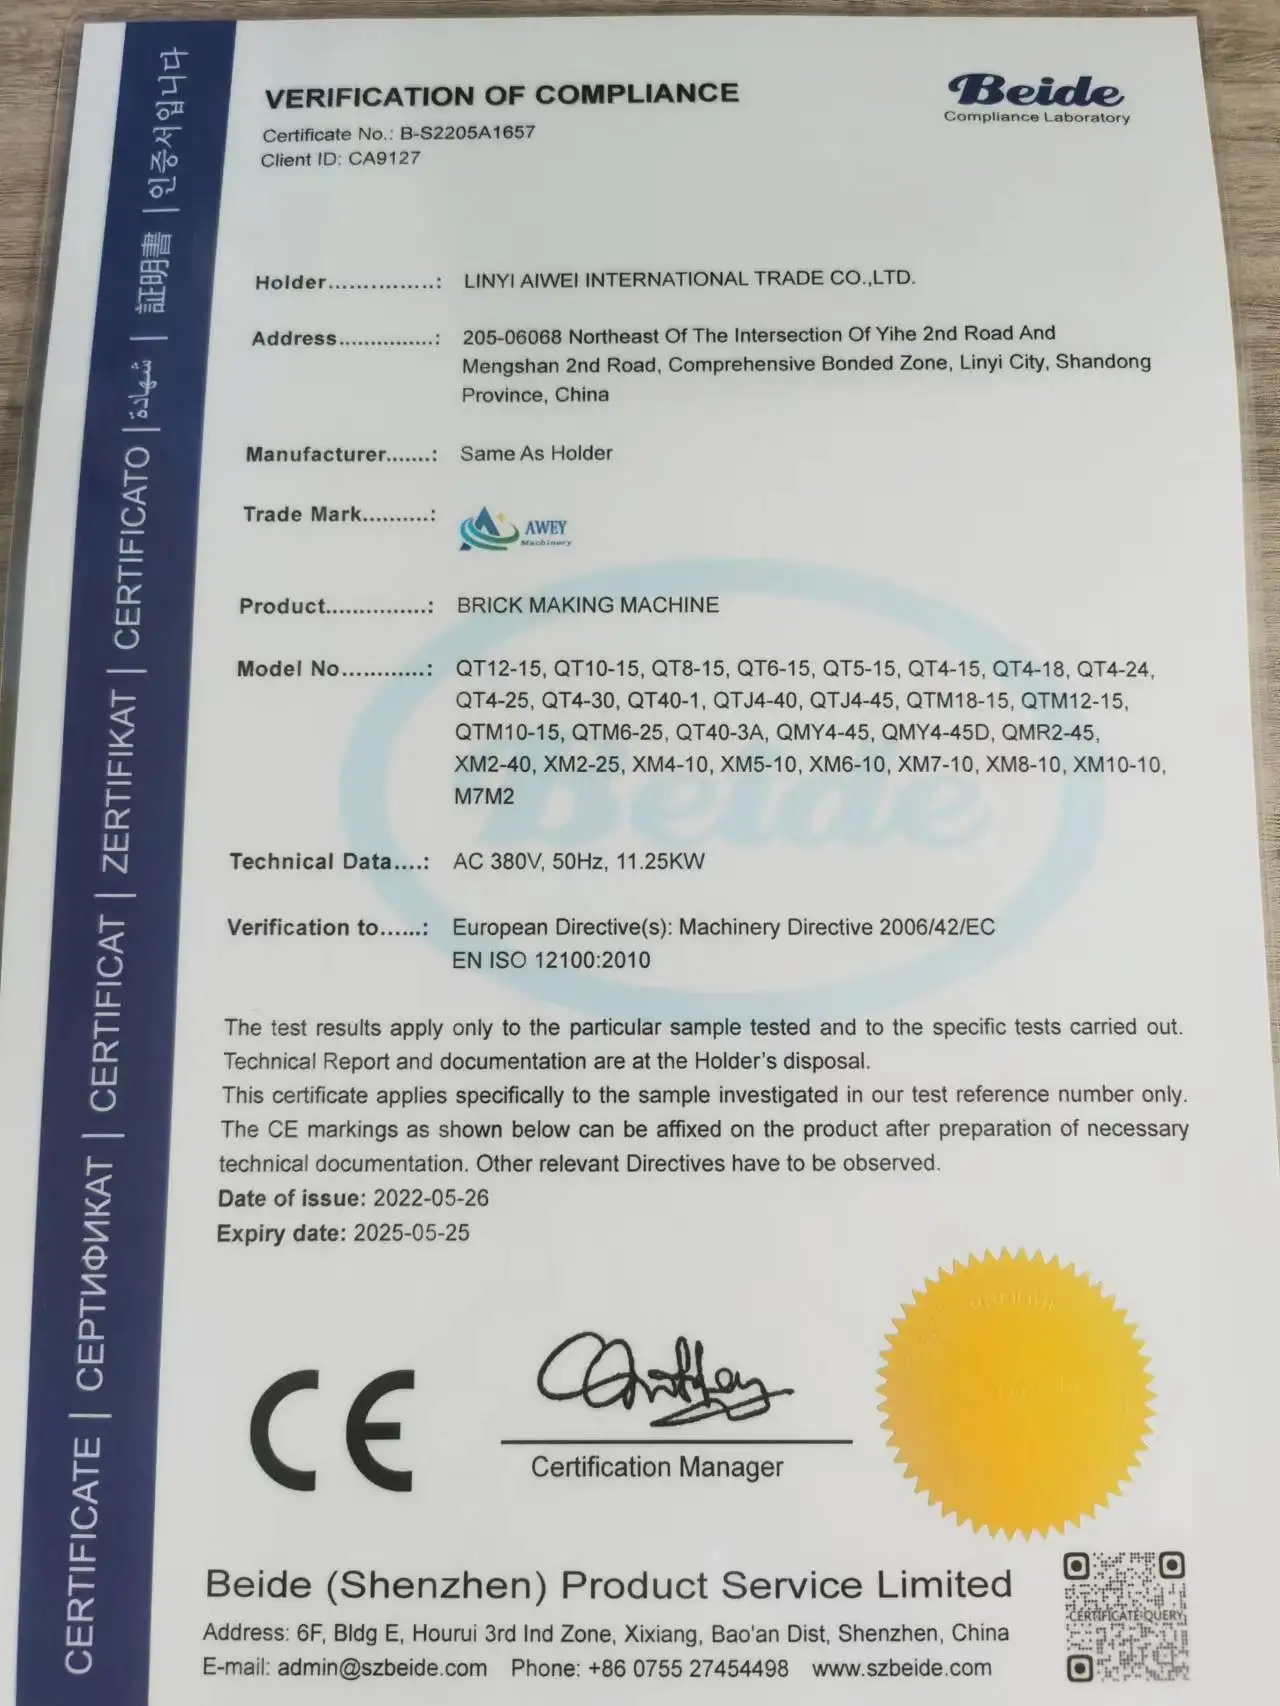 VERIFICATION OF COMPLIANCE
Certificate No.: B-S2205A1657
Client ID: CA9127
Beide
Compliance Laboratory
Holder...............: LINYI AIWEI INTERNATIONAL TRADE CO.,LTD.
Address...............: 205-06068 Northeast Of The Intersection Of Yihe 2nd Road And
Mengshan 2nd Road, Comprehensive Bonded Zone, Linyi City, Shandong
Province, China
Manufacturer.......: Same As Holder
Trade Mark..........: AWEY
Machinery
Product...............: BRICK MAKING MACHINE
Model No............: QT12-15, QT10-15, QT8-15, QT6-15, QT5-15, QT4-15, QT4-18, QT4-24,
QT4-25, QT4-30, QT40-1, QTJ4-40, QTJ4-45, QTM18-15, QTM12-15,
QTM10-15, QTM6-25, QT40-3A, QMY4-45, QMY4-45D, QMR2-45,
XM2-40, XM2-25, XM4-10, XM5-10, XM6-10, XM7-10, XM8-10, XM10-10,
M7M2
Beide
Technical Data....: AC 380V, 50Hz, 11.25KW
Verification to......: European Directive(s): Machinery Directive 2006/42/EC
EN ISO 12100:2010
The test results apply only to the particular sample tested and to the specific tests carried out.
Technical Report and documentation are at the Holder's disposal.
This certificate applies specifically to the sample investigated in our test reference number only.
The CE markings as shown below can be affixed on the product after preparation of necessary
technical documentation. Other relevant Directives have to be observed.
Date of issue: 2022-05-26
Expiry date: 2025-05-25
CE
Certification Manager
Beide (Shenzhen) Product Service Limited
Address: 6F, Bldg E, Hourui 3rd Ind Zone, Xixiang, Bao'an Dist, Shenzhen, China
E-mail: admin@szbeide.com Phone: +86 0755 27454498 www.szbeide.com
CERTIFICATE QUERY
CERTIFICATE | СЕРТИФИКАТ | CERTIFICAT | ZERTIFIKAT | CERTIFICATO | شهادة | 証明書 | 인증서입니다